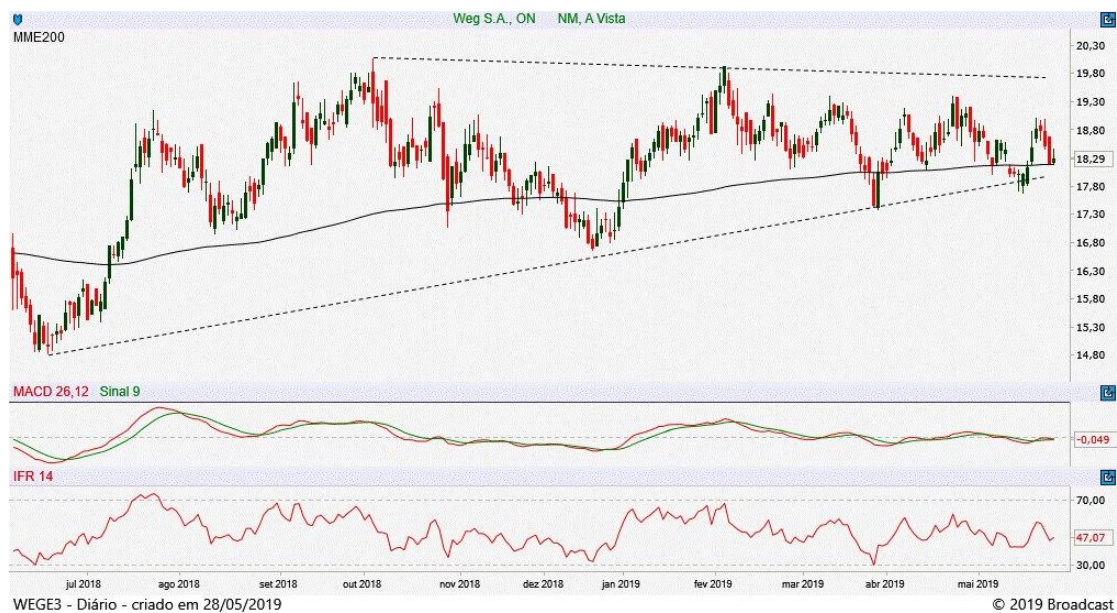 Weg S.A., ON NM, A Vista
MME200
20,30
19,80
19,30
18,80
18,29
17,80
17,30
16,80
16,30
15,80
15,30
14,80
MACD 26,12 Sinal 9
-0,049
IFR 14
70,00
47,07
30,00
jul 2018 ago 2018 set 2018 out 2018 nov 2018 dez 2018 jan 2019 fev 2019 mar 2019 abr 2019 mai 2019
WEGE3 - Diário - criado em 28/05/2019 © 2019 Broadcast